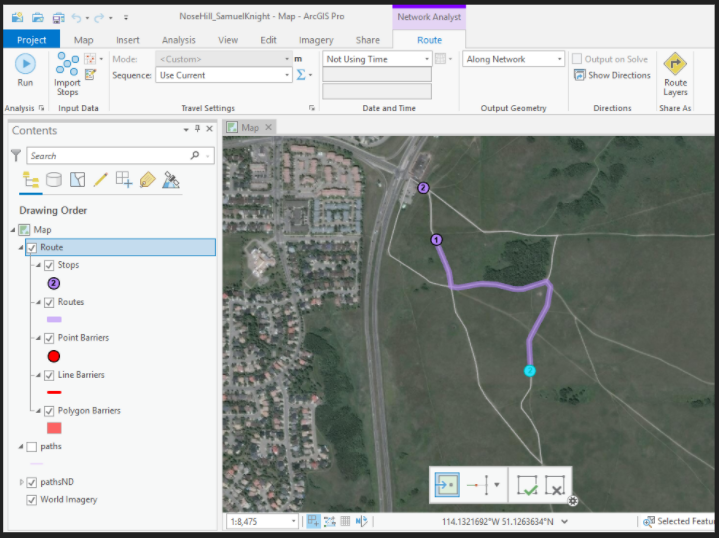 NoseHill_SamuelKnight - Map - ArcGIS Pro
Network Analyst
Project Map Insert Analysis Shape View Edit Imagery Share Route
Run
Import Stops
Mode: <Custom> m
Sequence: Use Current
Not Using Time
Along Network
Output on Solve
Show Directions
Route Layers
Analysis Input Data Travel Settings Date and Time Output Geometry Directions Share As
Contents
Map
Search
Drawing Order
Map
Route
Stops
2
Routes
Point Barriers
Line Barriers
Polygon Barriers
paths
pathsND
World Imagery
2
1
1:8,475
114.1321692°W 51.1263634°N
Selected Featur